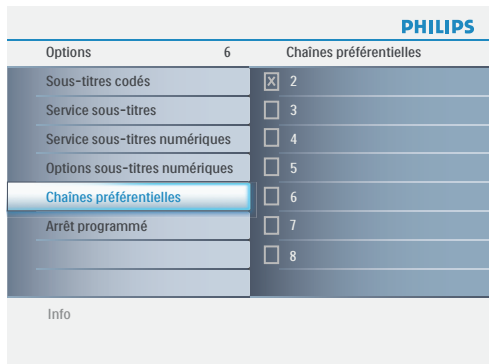 PHILIPS
Options 6 Chaînes préférentielles
Sous-titres codés X 2
Service sous-titres 3
Service sous-titres numériques 4
Options sous-titres numériques 5
Chaînes préférentielles 6
Arrêt programmé 7
8
Info